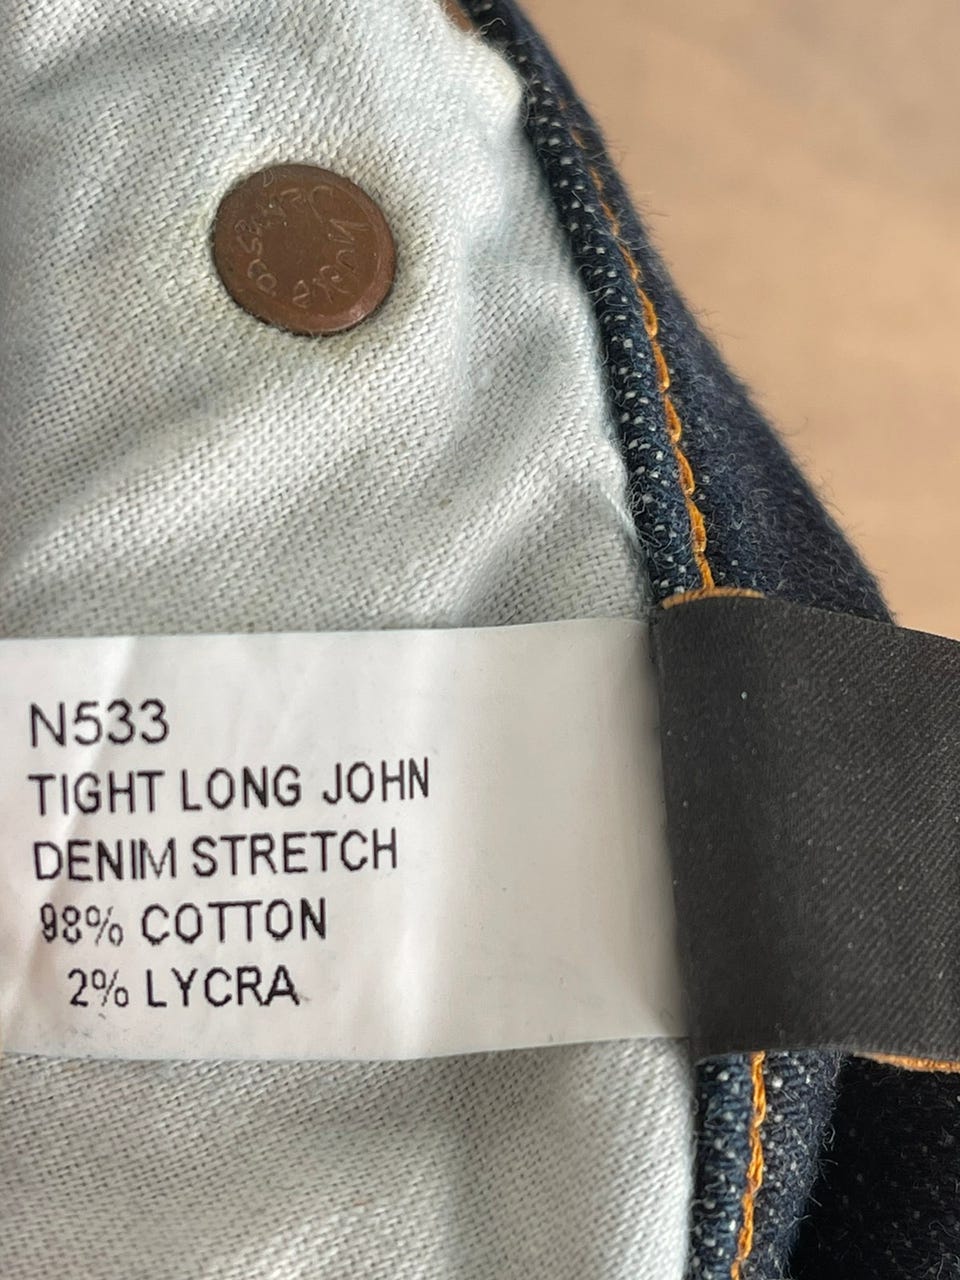 N533
TIGHT LONG JOHN
DENIM STRETCH
98% COTTON
2% LYCRA